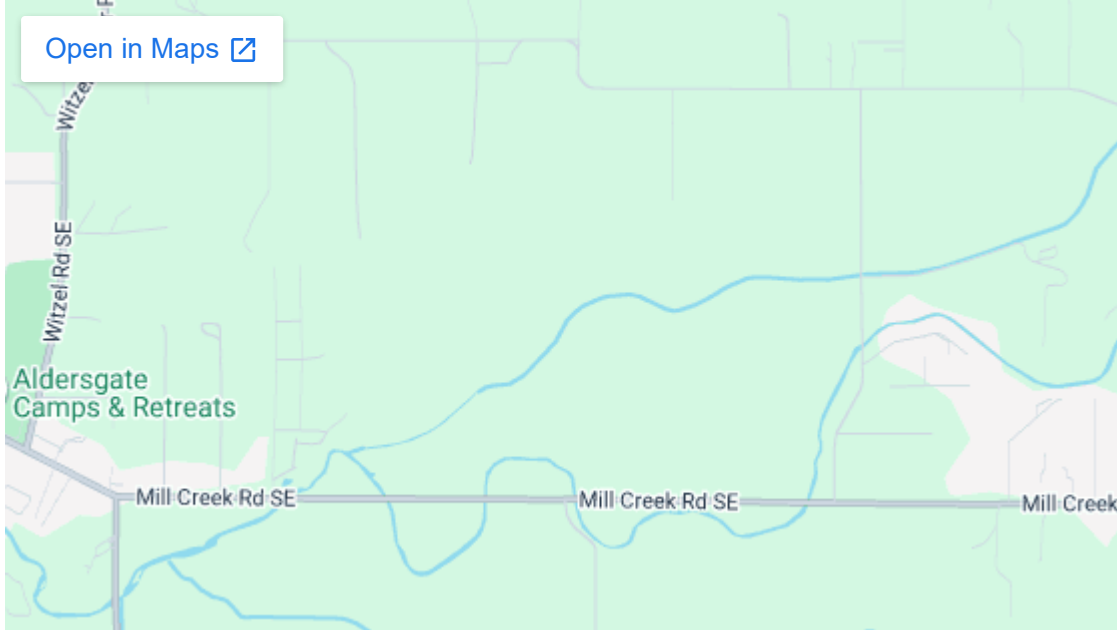 Open in Maps
Witzel
Witzel Rd SE
Aldersgate
Camps & Retreats
Mill Creek Rd SE
Mill Creek Rd SE
Mill Creek